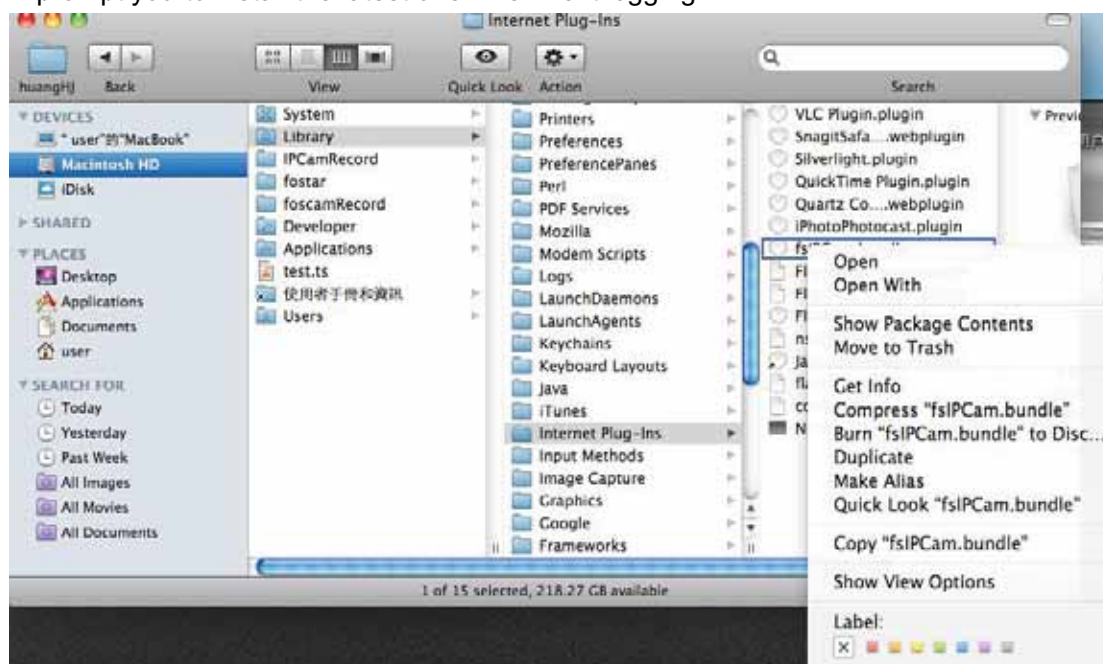 Internet Plug-Ins
huangHJ Back View Quick Look Action Search
DEVICES
"user"的"MacBook"
Macintosh HD
iDisk
SHARED
PLACES
Desktop
Applications
Documents
user
SEARCH FOR
Today
Yesterday
Past Week
All Images
All Movies
All Documents
System
Library
IPCamRecord
fostar
foscamRecord
Developer
Applications
test.ts
使用者手冊和資訊
Users
Printers
Preferences
PreferencePanes
Perl
PDF Services
Mozilla
Modem Scripts
Logs
LaunchDaemons
LaunchAgents
Keychains
Keyboard Layouts
Java
iTunes
Internet Plug-Ins
Input Methods
Image Capture
Graphics
Google
Frameworks
VLC Plugin.plugin
SnagitSafa....webplugin
Silverlight.plugin
QuickTime Plugin.plugin
Quartz Co....webplugin
iPhotoPhotocast.plugin
Open
Open With
Show Package Contents
Move to Trash
Get Info
Compress "fsIPCam.bundle"
Burn "fsIPCam.bundle" to Disc...
Duplicate
Make Alias
Quick Look "fsIPCam.bundle"
Copy "fsIPCam.bundle"
Show View Options
Label:
1 of 15 selected, 218.27 GB available